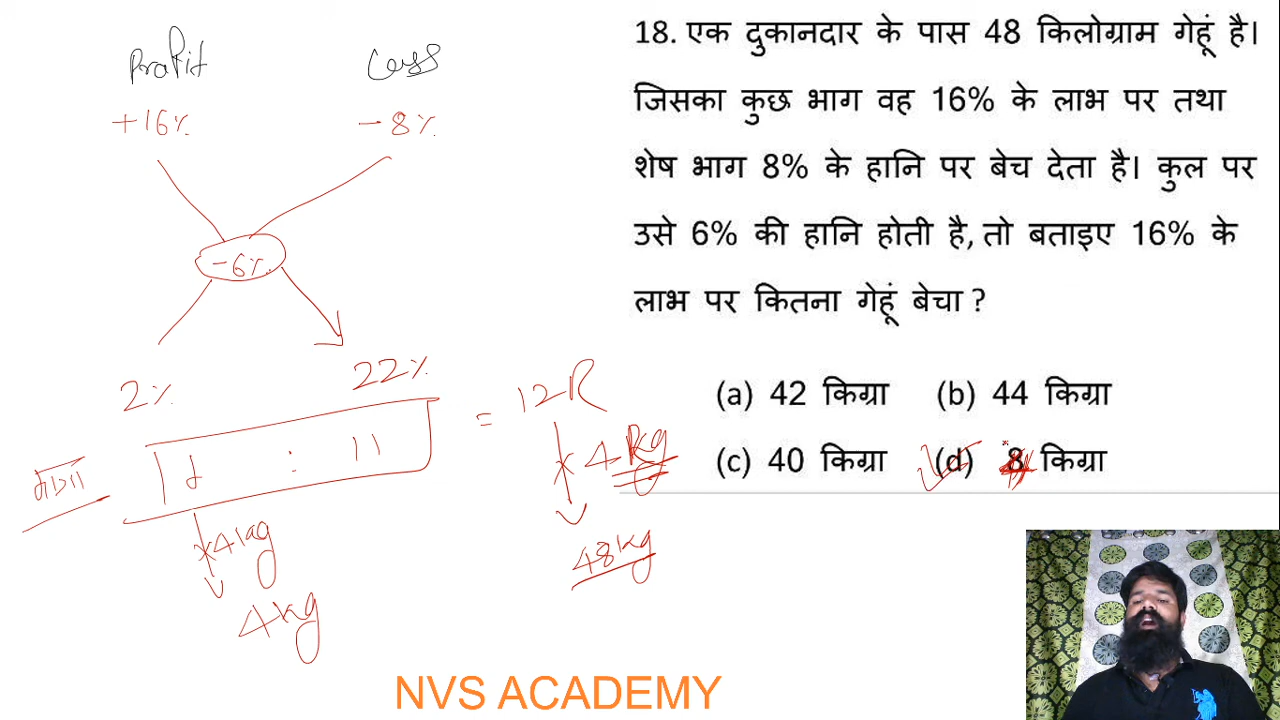 Profit Loss
+16% -8%
-6%
2% 22%
1 : 11 = 12R
×4kg
48kg
×4kg
4kg
18. एक दुकानदार के पास 48 किलोग्राम गेहूं है।
जिसका कुछ भाग वह 16% के लाभ पर तथा
शेष भाग 8% के हानि पर बेच देता है। कुल पर
उसे 6% की हानि होती है, तो बताइए 16% के
लाभ पर कितना गेहूं बेचा ?
(a) 42 किग्रा (b) 44 किग्रा
(c) 40 किग्रा (d) 8 किग्रा
NVS ACADEMY